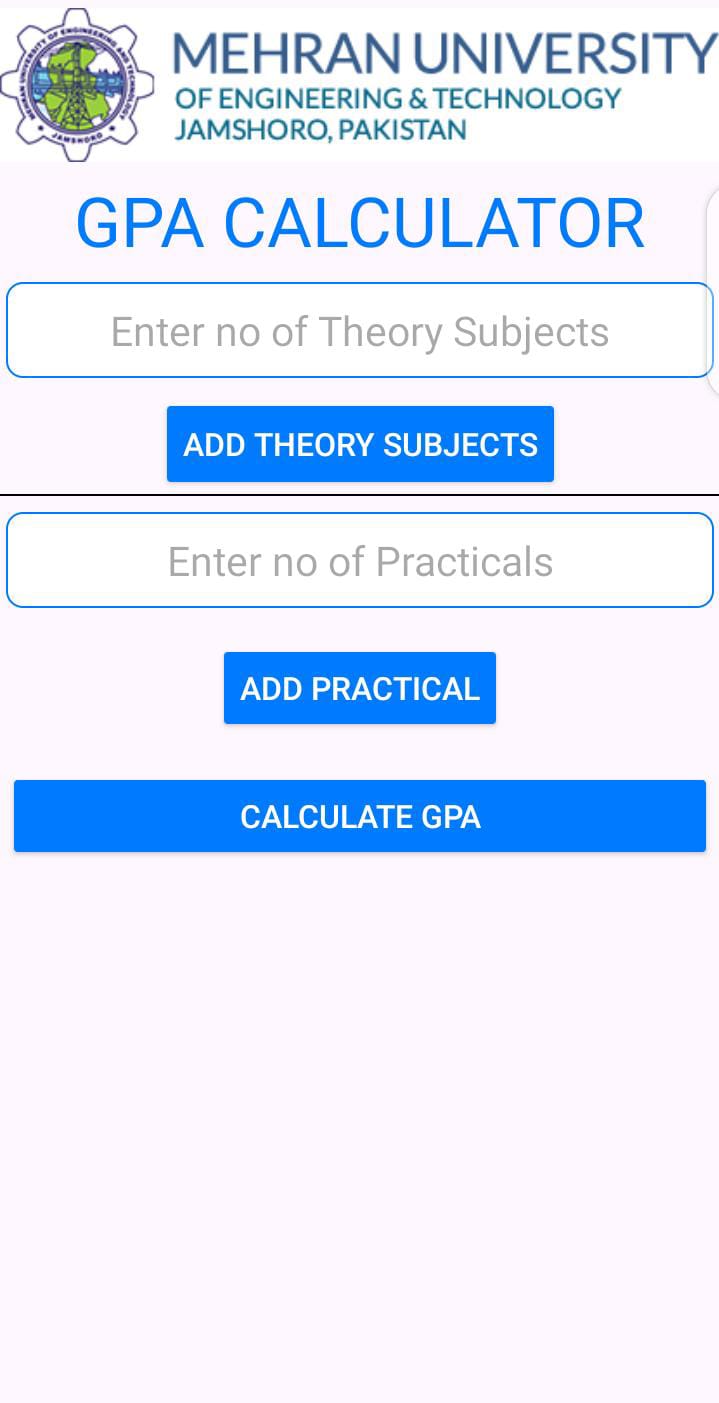 MEHRAN UNIVERSITY OF ENGINEERING AND TECHNOLOGY
JAMSHORO
MEHRAN UNIVERSITY
OF ENGINEERING & TECHNOLOGY
JAMSHORO, PAKISTAN
GPA CALCULATOR
Enter no of Theory Subjects
ADD THEORY SUBJECTS
Enter no of Practicals
ADD PRACTICAL
CALCULATE GPA